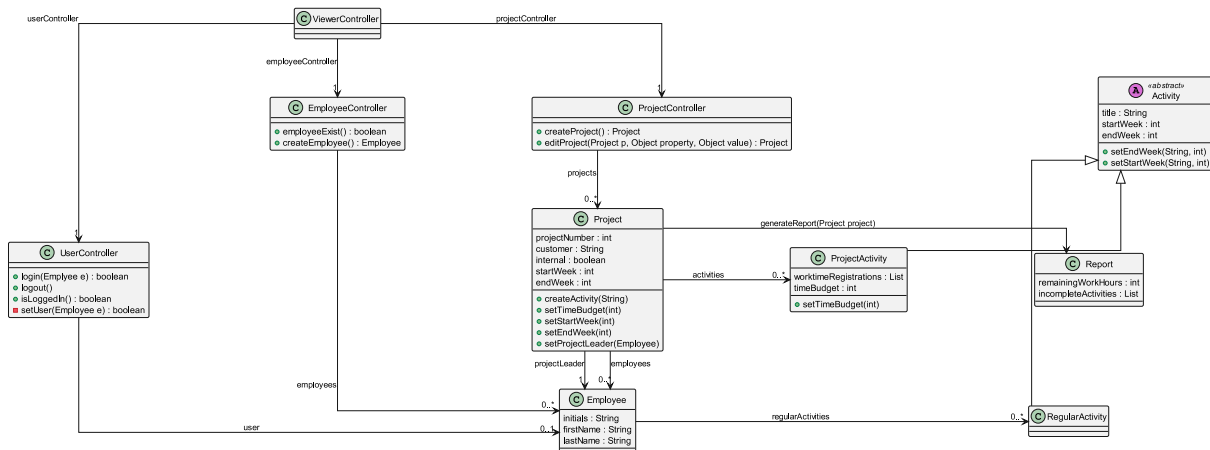 userController
C ViewerController
projectController
employeeController
1
1
1
C EmployeeController
employeeExist() : boolean
createEmployee() : Employee
C ProjectController
createProject() : Project
editProject(Project p, Object property, Object value) : Project
A «abstract»
Activity
title : String
startWeek : int
endWeek : int
setEndWeek(String, int)
setStartWeek(String, int)
projects
0..*
C UserController
login(Emplyee e) : boolean
logout()
isLoggedIn() : boolean
setUser(Employee e) : boolean
C Project
projectNumber : int
customer : String
internal : boolean
startWeek : int
endWeek : int
createActivity(String)
setTimeBudget(int)
setStartWeek(int)
setEndWeek(int)
setProjectLeader(Employee)
generateReport(Project project)
activities
0..*
C ProjectActivity
worktimeRegistrations : List
timeBudget : int
setTimeBudget(int)
C Report
remainingWorkHours : int
incompleteActivities : List
projectLeader
employees
1
0..*
employees
0..*
user
0..1
C Employee
initials : String
firstName : String
lastName : String
regularActivities
0..*
C RegularActivity